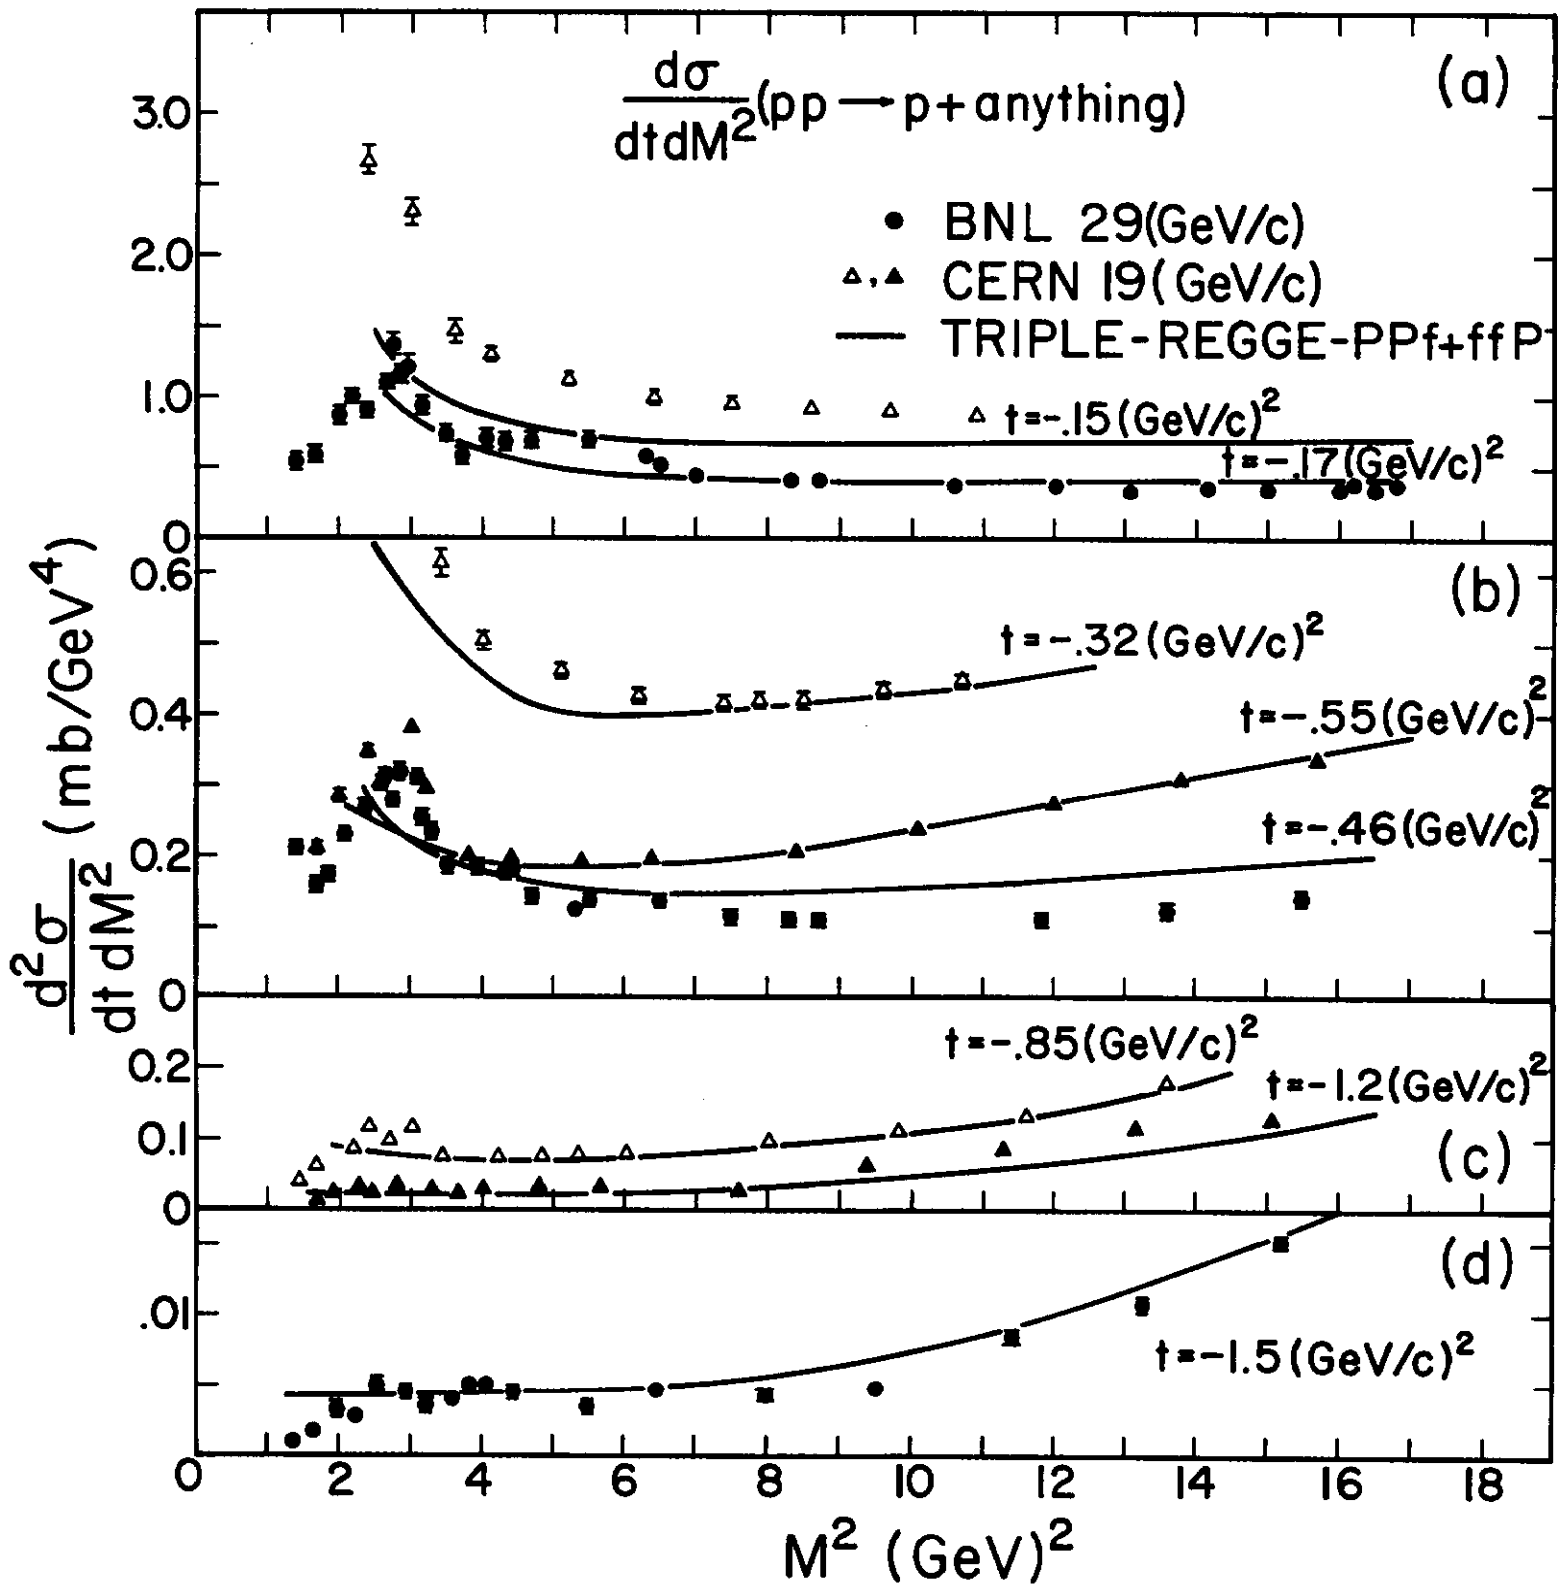 (a)
dσ
dtdM² (pp → p + anything)
3.0
● BNL 29(GeV/c)
2.0
△,▲ CERN 19(GeV/c)
— TRIPLE-REGGE-PPf+ffP
1.0
t=-.15(GeV/c)²
t=-.17(GeV/c)²
0
(b)
0.6
t=-.32(GeV/c)²
0.4
t=-.55(GeV/c)²
t=-.46(GeV/c)²
0.2
0
d²σ
dtdM² (mb/GeV⁴)
t=-.85(GeV/c)²
0.2
t=-1.2(GeV/c)²
0.1
(c)
0
(d)
.01
t=-1.5(GeV/c)²
0 2 4 6 8 10 12 14 16 18
M² (GeV)²